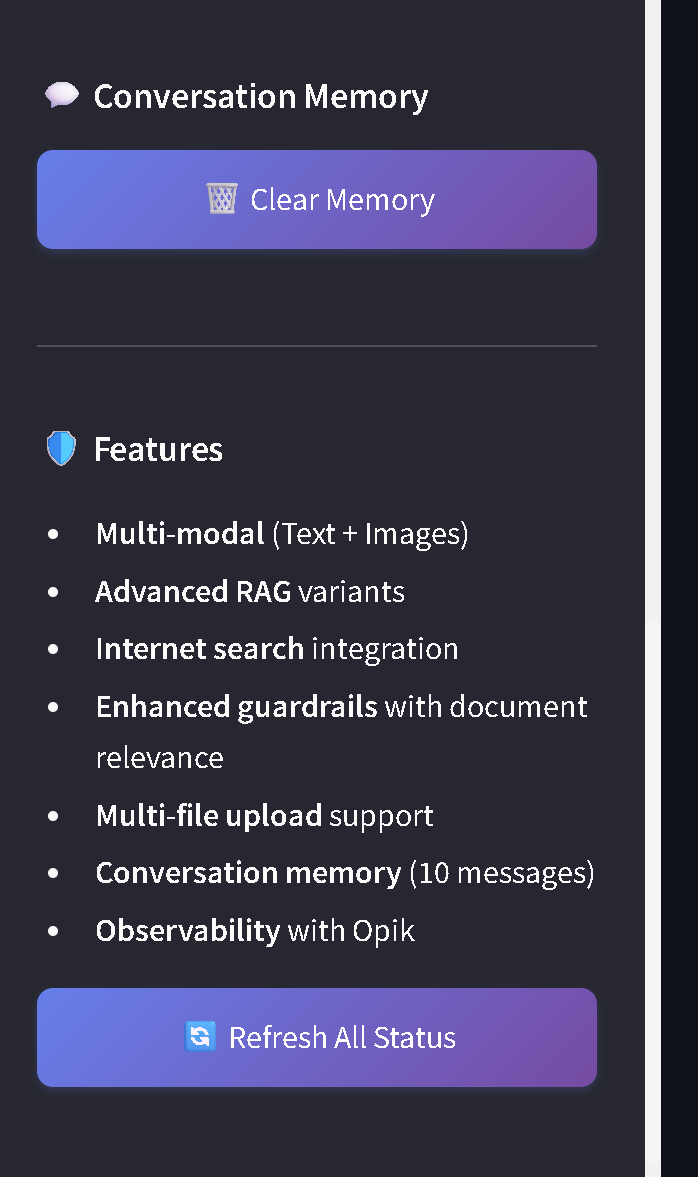 Conversation Memory
Clear Memory
Features
Multi-modal (Text + Images)
Advanced RAG variants
Internet search integration
Enhanced guardrails with document
relevance
Multi-file upload support
Conversation memory (10 messages)
Observability with Opik
Refresh All Status